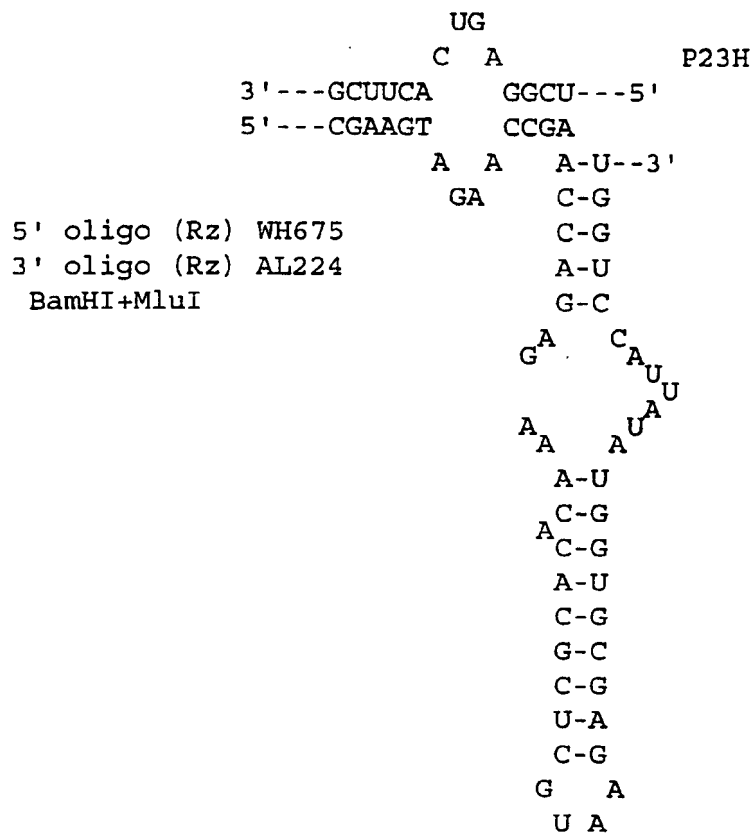 UG
C A P23H
3'---GCUUCA GGCU---5'
5'---CGAAGT CCGA
A A A-U--3'
GA C-G
5' oligo (Rz) WH675 C-G
3' oligo (Rz) AL224 A-U
BamHI+MluI G-C
A C
G A
U
U
A
A U
A A
A-U
C-G
A
C-G
A-U
C-G
G-C
C-G
U-A
C-G
G A
U A